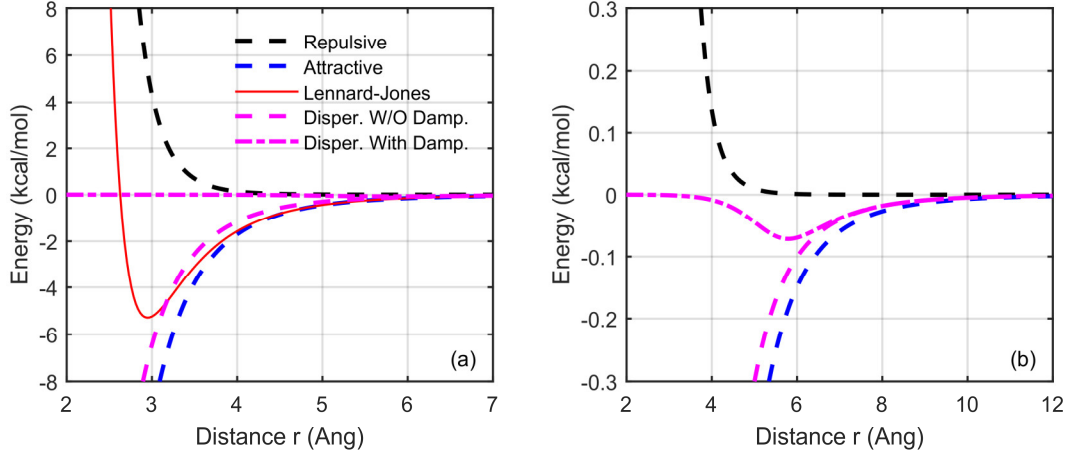 8
6
4
2
0
-2
-4
-6
-8
Energy (kcal/mol)
Repulsive
Attractive
Lennard-Jones
Disper. W/O Damp.
Disper. With Damp.
(a)
2 3 4 5 6 7
Distance r (Ang)
0.3
0.2
0.1
0
-0.1
-0.2
-0.3
Energy (kcal/mol)
(b)
2 4 6 8 10 12
Distance r (Ang)